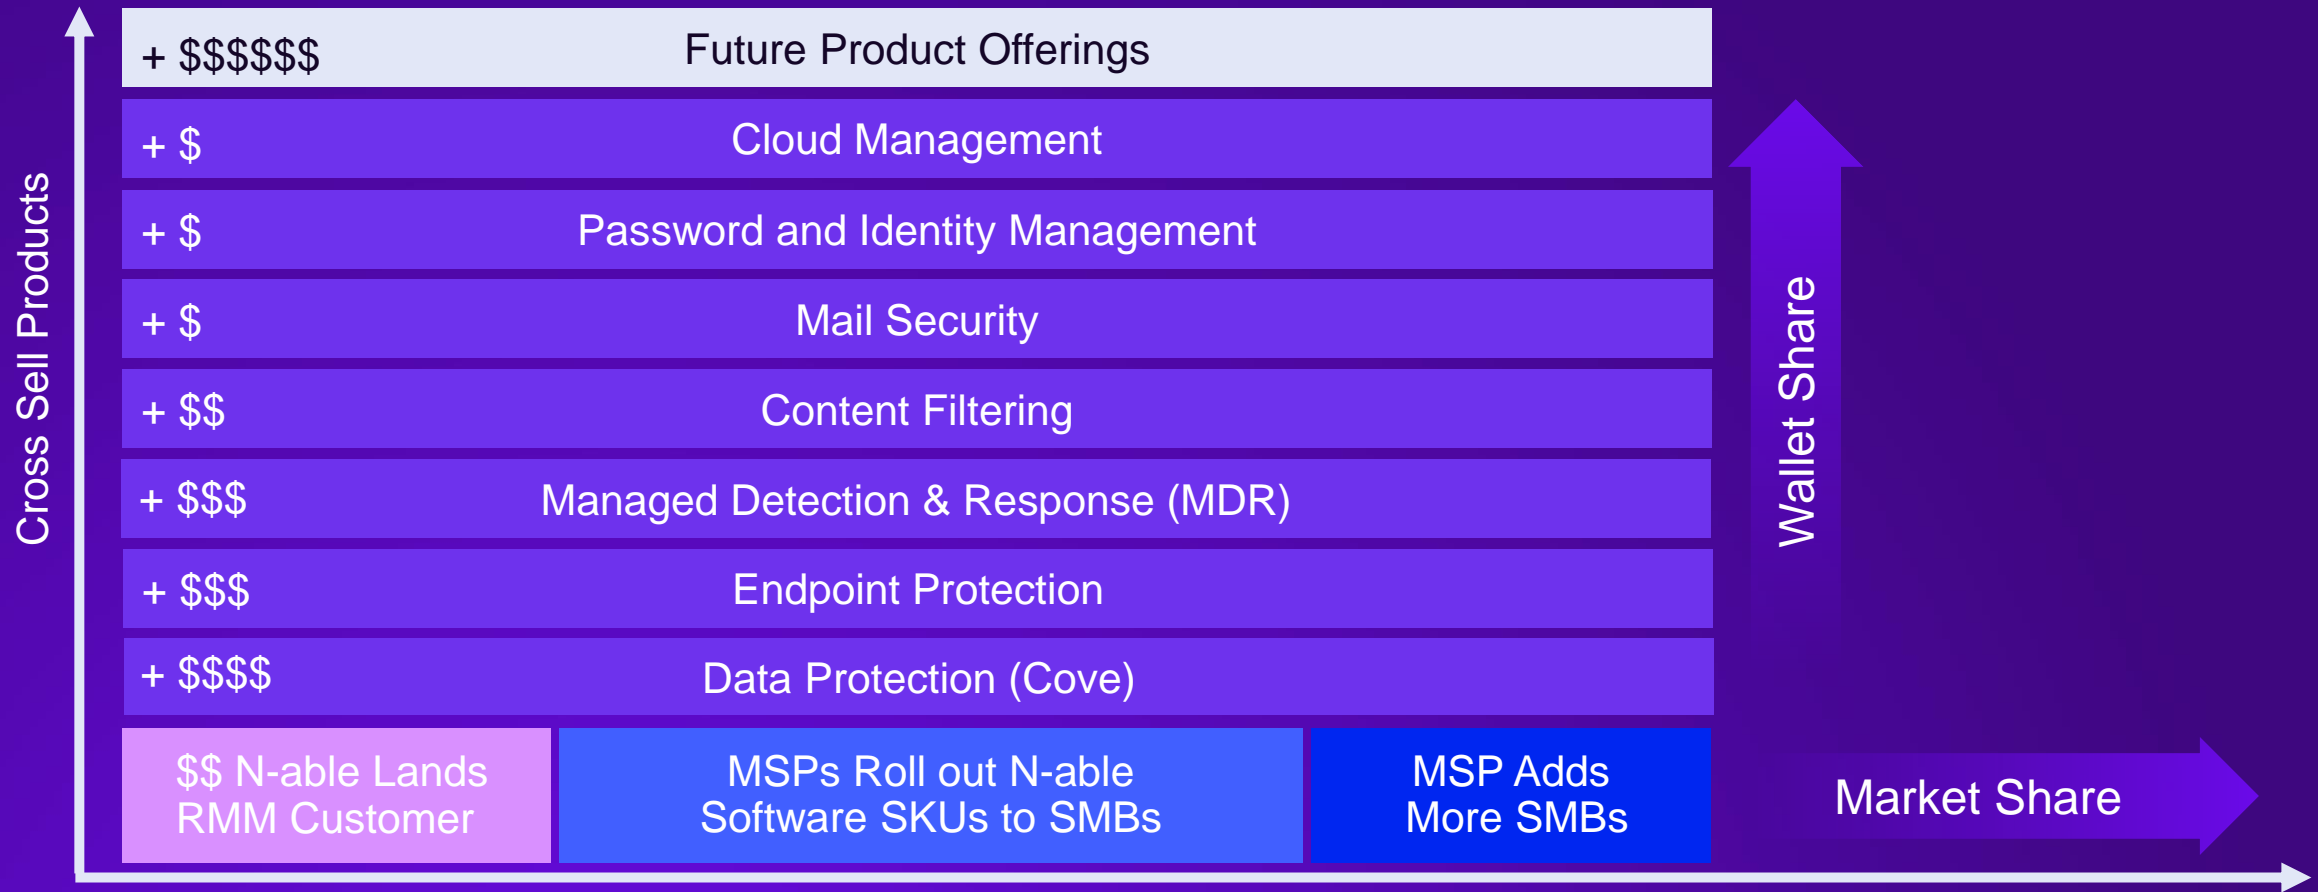 Cross Sell Products
+ $$$$$$ Future Product Offerings
+ $ Cloud Management
+ $ Password and Identity Management
+ $ Mail Security
+ $$ Content Filtering
+ $$$ Managed Detection & Response (MDR)
+ $$$ Endpoint Protection
+ $$$$ Data Protection (Cove)
$$ N-able Lands
RMM Customer
MSPs Roll out N-able
Software SKUs to SMBs
MSP Adds
More SMBs
Wallet Share
Market Share